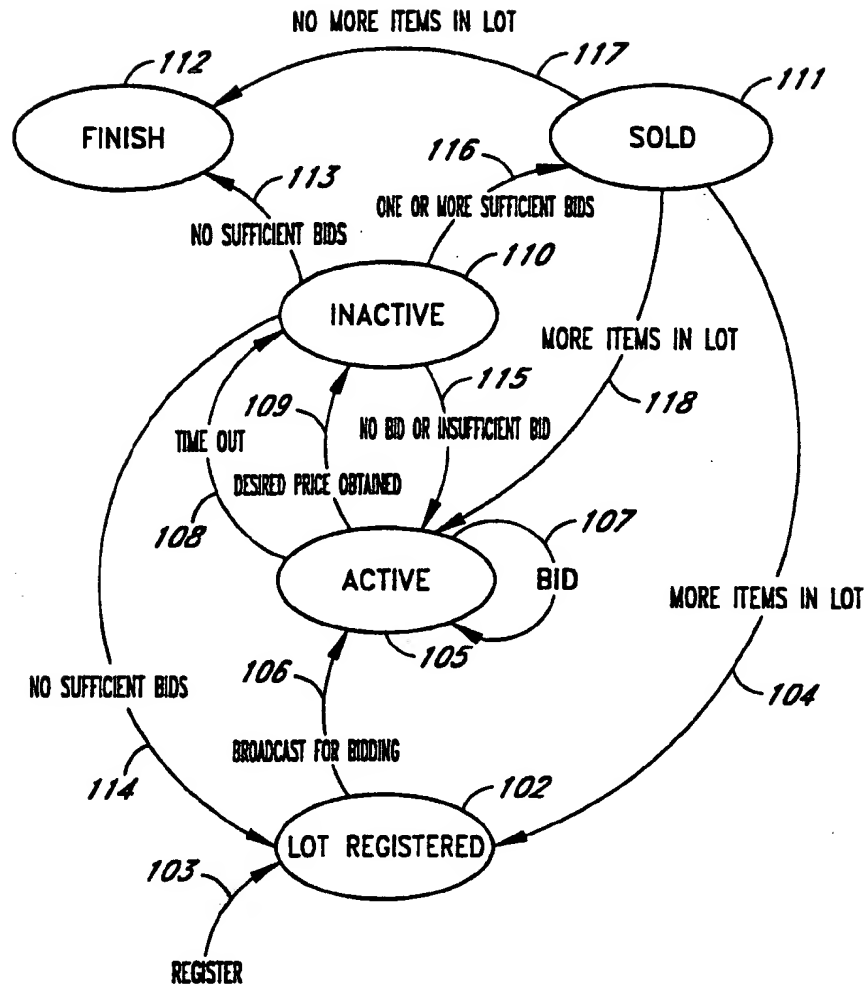 NO MORE ITEMS IN LOT
112
117
111
FINISH
SOLD
116
113
ONE OR MORE SUFFICIENT BIDS
NO SUFFICIENT BIDS
110
INACTIVE
MORE ITEMS IN LOT
115
118
109
TIME OUT
NO BID OR INSUFFICIENT BID
DESIRED PRICE OBTAINED
108
107
ACTIVE
BID
MORE ITEMS IN LOT
105
106
NO SUFFICIENT BIDS
104
BROADCAST FOR BIDDING
114
102
LOT REGISTERED
103
REGISTER